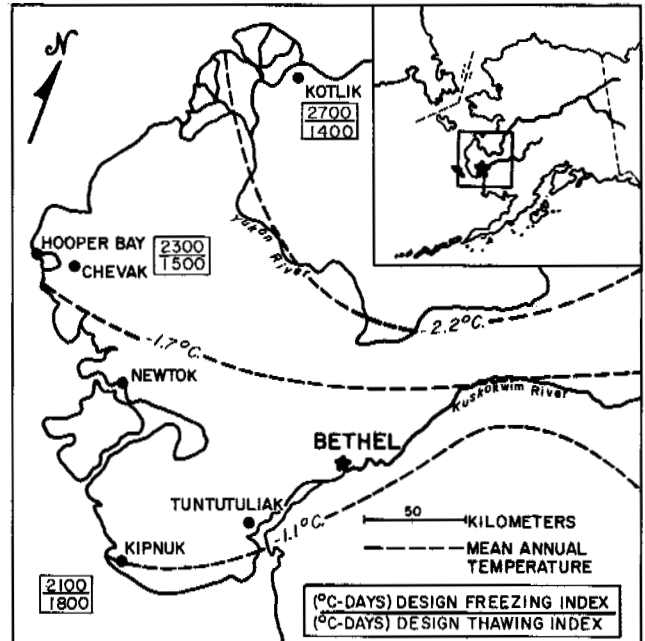 N
KOTLIK
2700
1400
Yukon River
HOOPER BAY
CHEVAK
2300
1500
-2.2°C.
-1.7°C.
NEWTOK
Kuskokwim River
BETHEL
TUNTUTULIAK
50
KILOMETERS
-1.1°C.
MEAN ANNUAL
TEMPERATURE
KIPNUK
2100
1800
(°C-DAYS) DESIGN FREEZING INDEX
(°C-DAYS) DESIGN THAWING INDEX